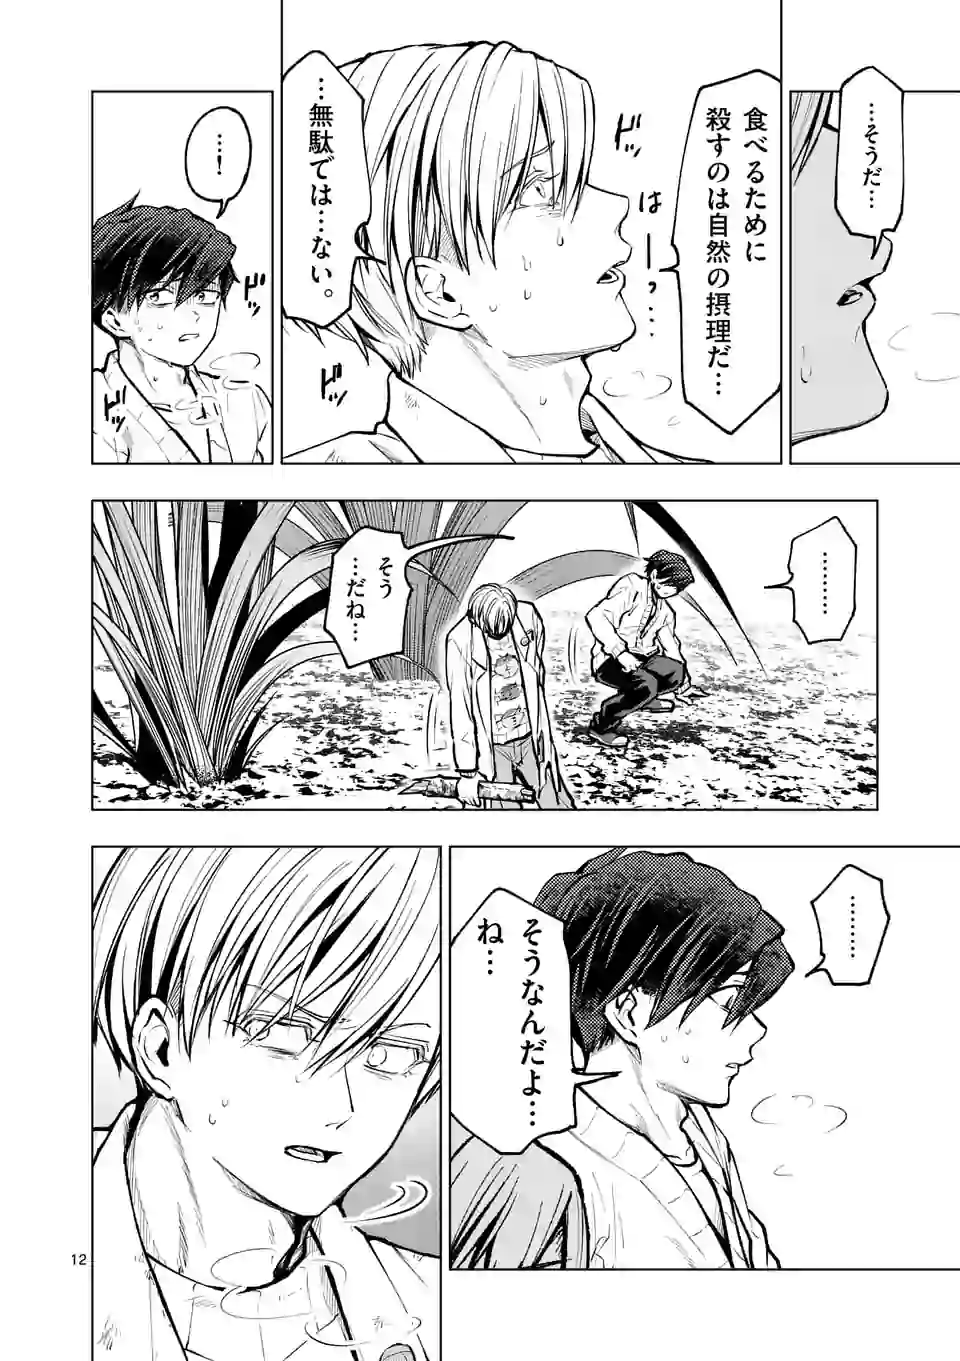 …そうだ…
食べるために
殺すのは自然の摂理だ…
は
ー
，
…
ドッ
…無駄では…ない。
ドッ
…！
ドッ
ドッ
………
そう
…だね…
………
そうなんだよ…
ね…
12